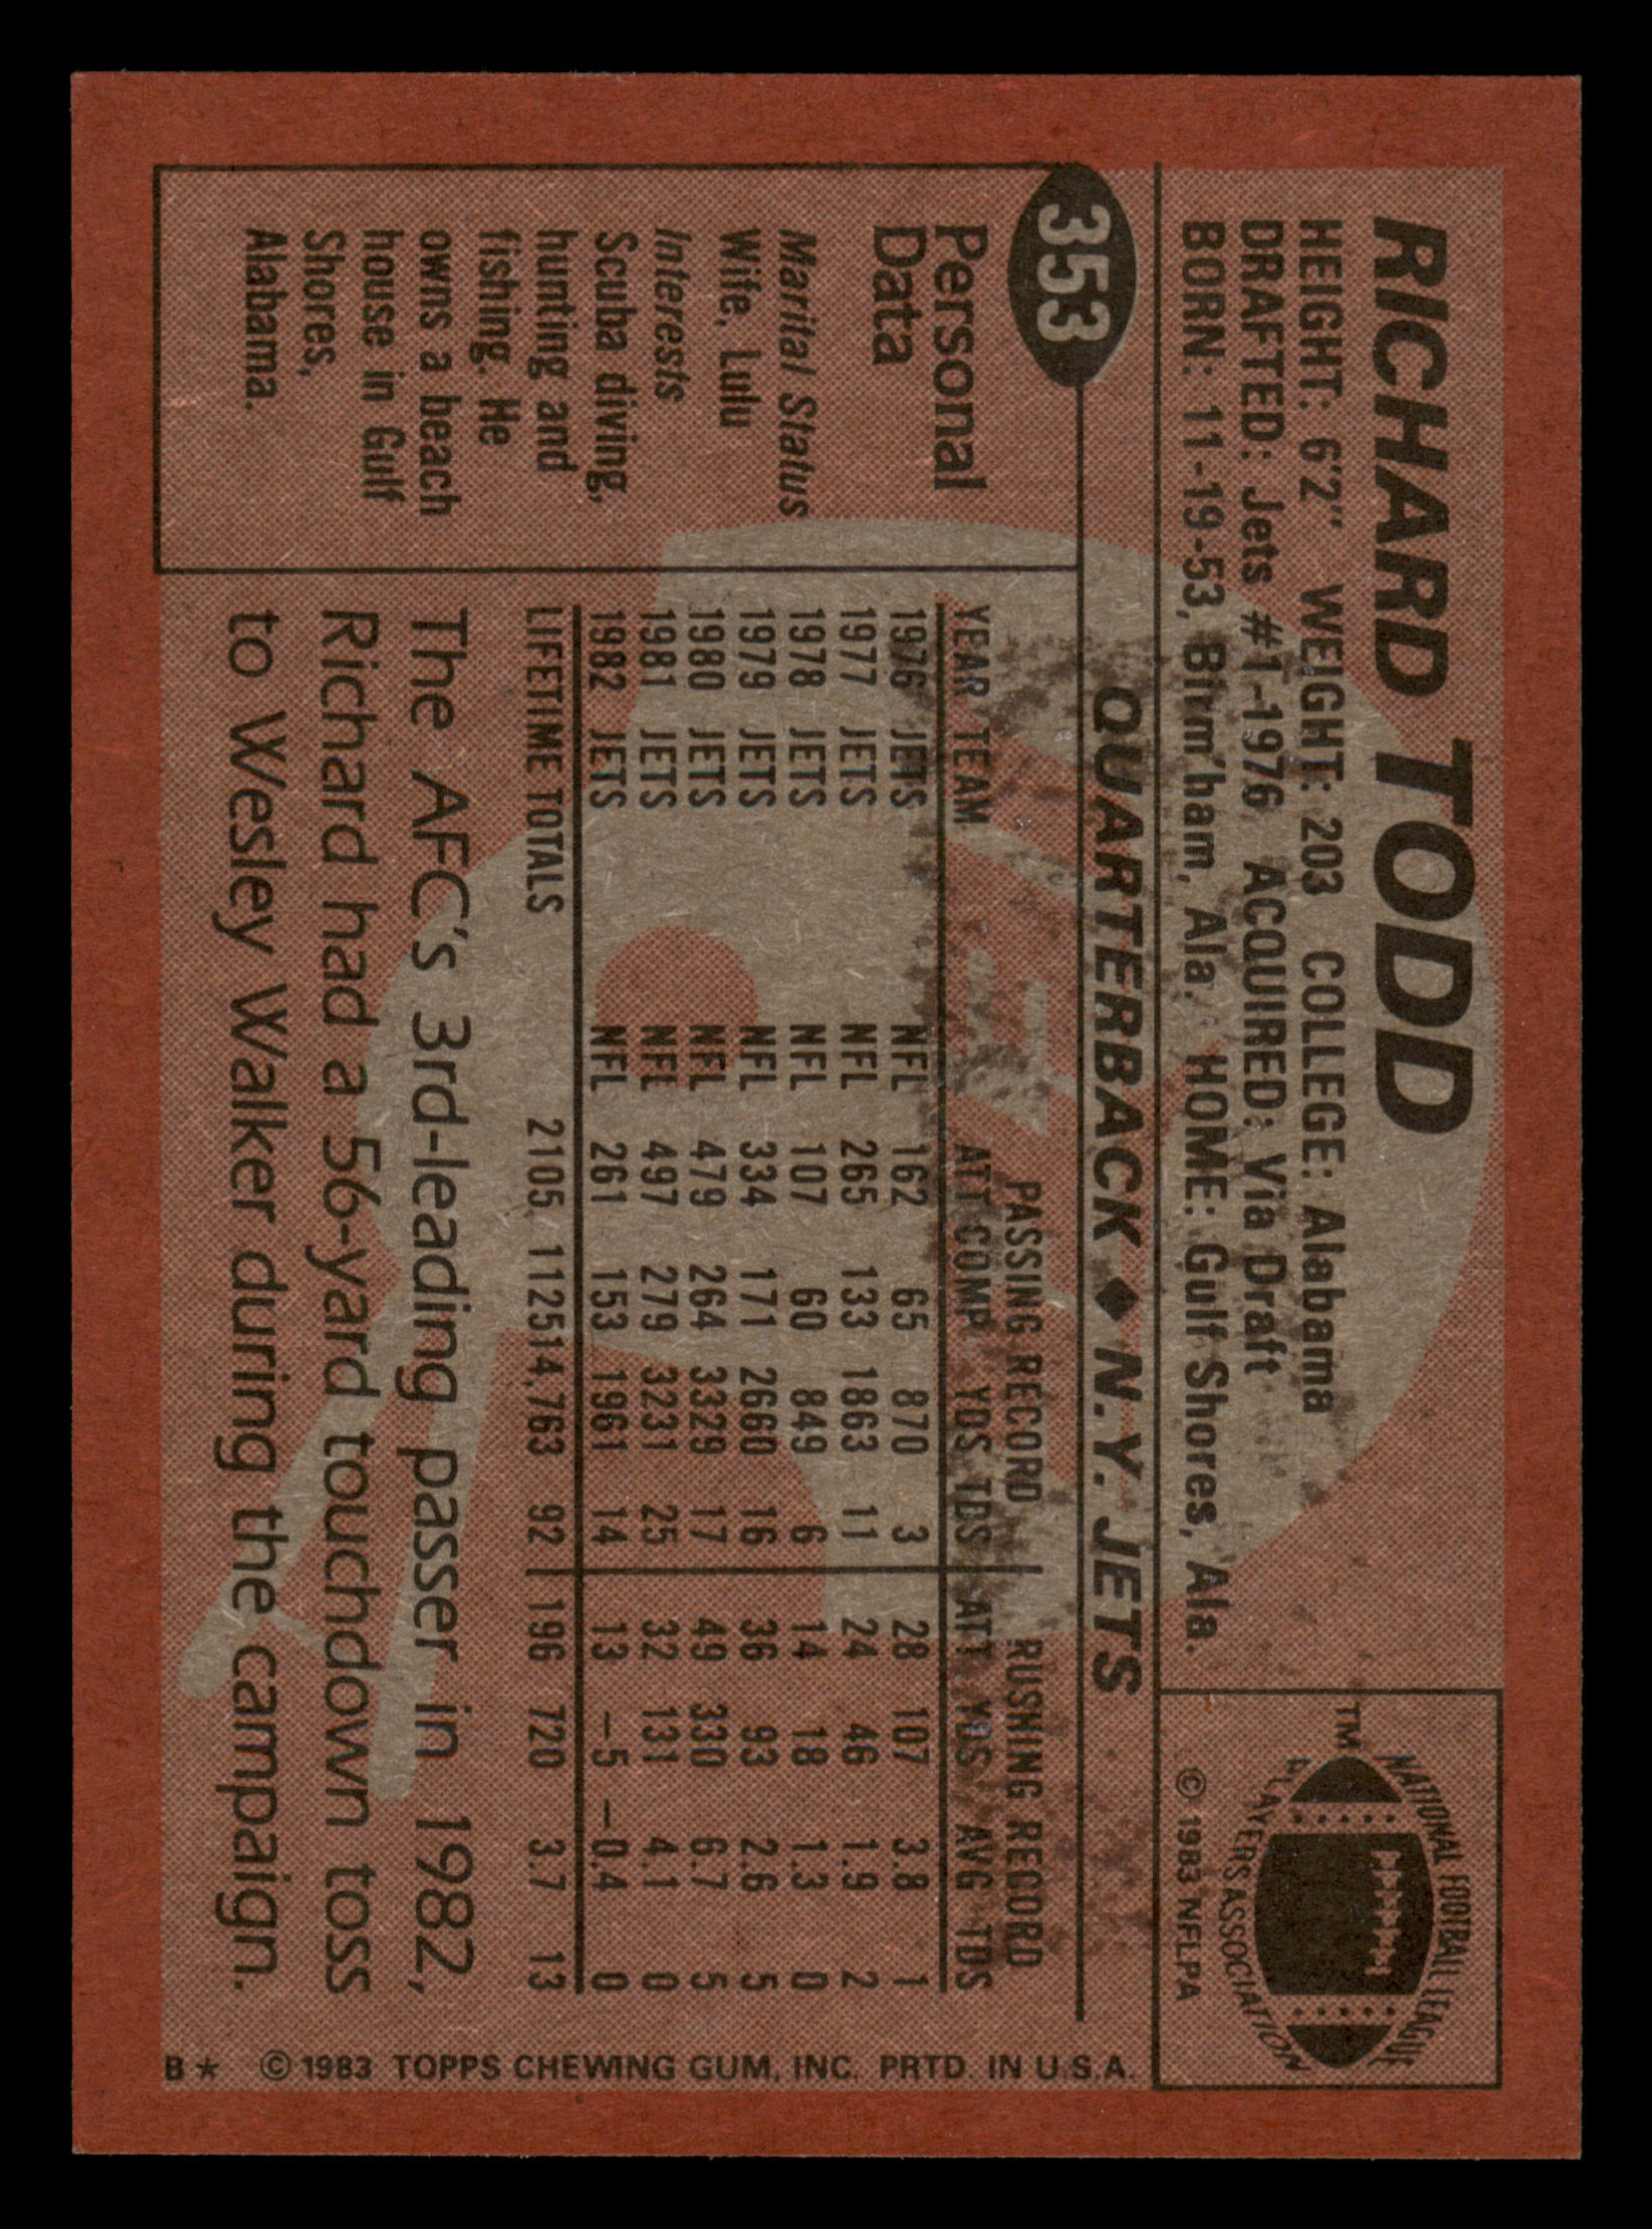 RICHARD TODD
HEIGHT: 6'2" WEIGHT: 203 COLLEGE: Alabama
DRAFTED: Jets #1-1976 ACQUIRED: Via Draft
BORN: 11-19-53, Birm'ham, Ala. HOME: Gulf Shores, Ala.
TM
NATIONAL FOOTBALL LEAGUE
PLAYERS ASSOCIATION
© 1983 NFLPA
353
QUARTERBACK ♦ N.Y. JETS
Personal
Data
Marital Status
Wife, Lulu
Interests
Scuba diving,
hunting and
fishing. He
owns a beach
house in Gulf
Shores,
Alabama.
PASSING RECORD RUSHING RECORD
YEAR TEAM ATT COMP YDS TDS ATT YDS AVG TDS
1976 JETS NFL 162 65 870 3 28 107 3.8 1
1977 JETS NFL 265 133 1863 11 24 46 1.9 2
1978 JETS NFL 107 60 849 6 14 18 1.3 0
1979 JETS NFL 334 171 2660 16 36 93 2.6 5
1980 JETS NFL 479 264 3329 17 49 330 6.7 5
1981 JETS NFL 497 279 3231 25 32 131 4.1 0
1982 JETS NFL 261 153 1961 14 13 –5 –0.4 0
LIFETIME TOTALS 2105 1125 14,763 92 196 720 3.7 13
The AFC's 3rd-leading passer in 1982,
Richard had a 56-yard touchdown toss
to Wesley Walker during the campaign.
B * © 1983 TOPPS CHEWING GUM, INC. PRTD. IN U.S.A.